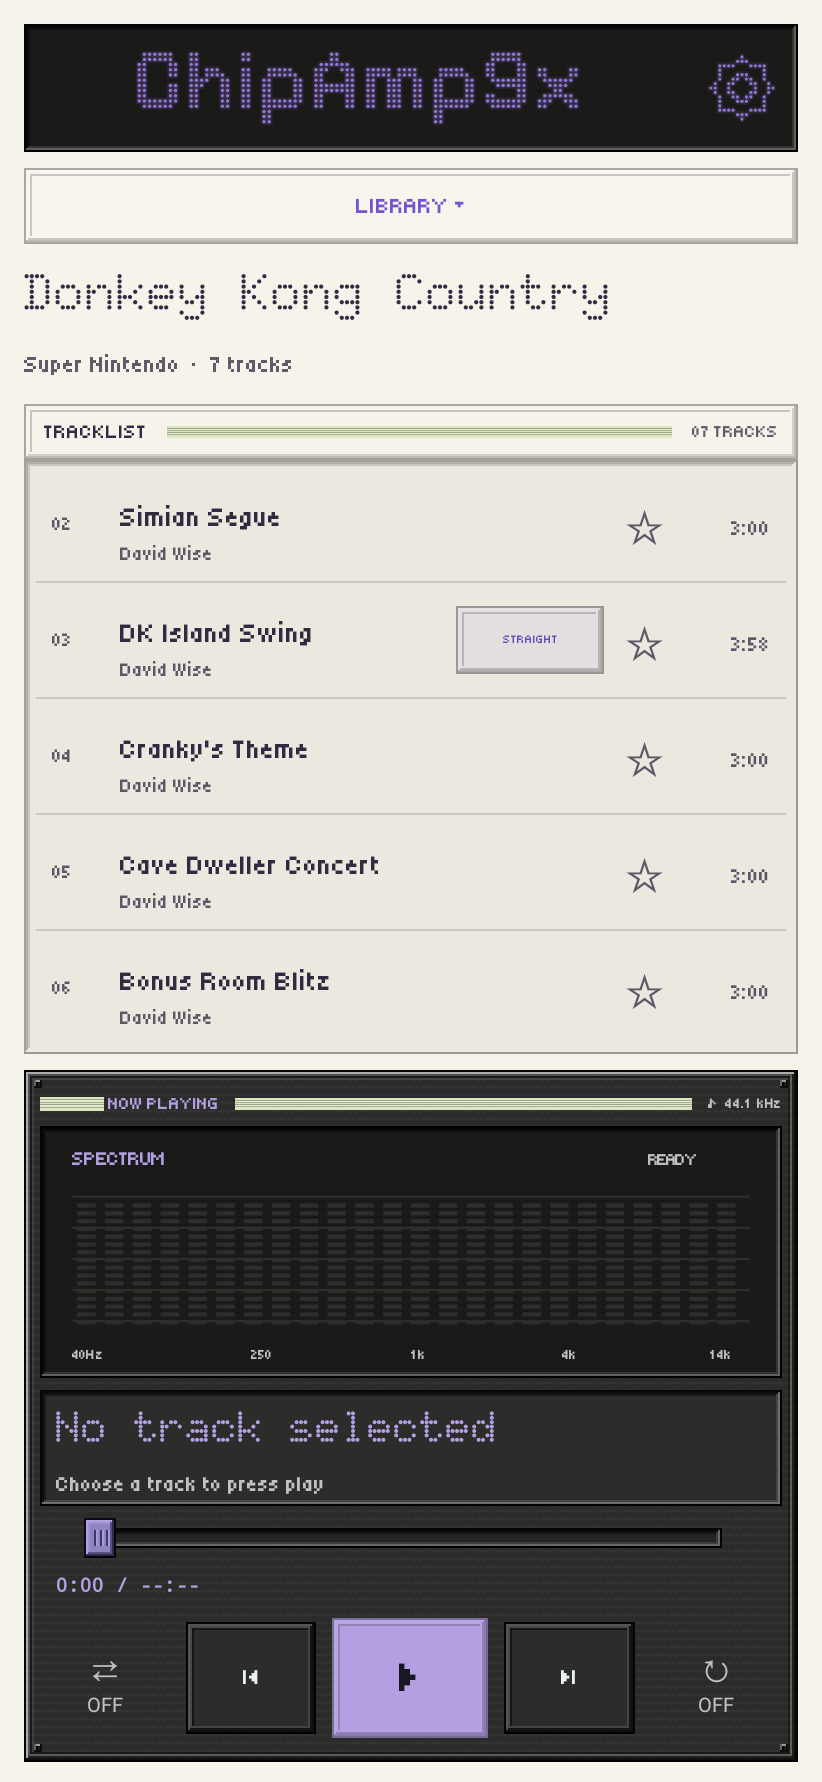 ChipAmp9x
LIBRARY ▾
Donkey Kong Country
Super Nintendo · 7 tracks
TRACKLIST 07 TRACKS
02 Simian Segue 3:00
David Wise
03 DK Island Swing STRAIGHT 3:58
David Wise
04 Cranky's Theme 3:00
David Wise
05 Cave Dweller Concert 3:00
David Wise
06 Bonus Room Blitz 3:00
David Wise
NOW PLAYING ♪ 44.1 kHz
SPECTRUM READY
40Hz 250 1k 4k 14k
No track selected
Choose a track to press play
0:00 / --:--
OFF OFF